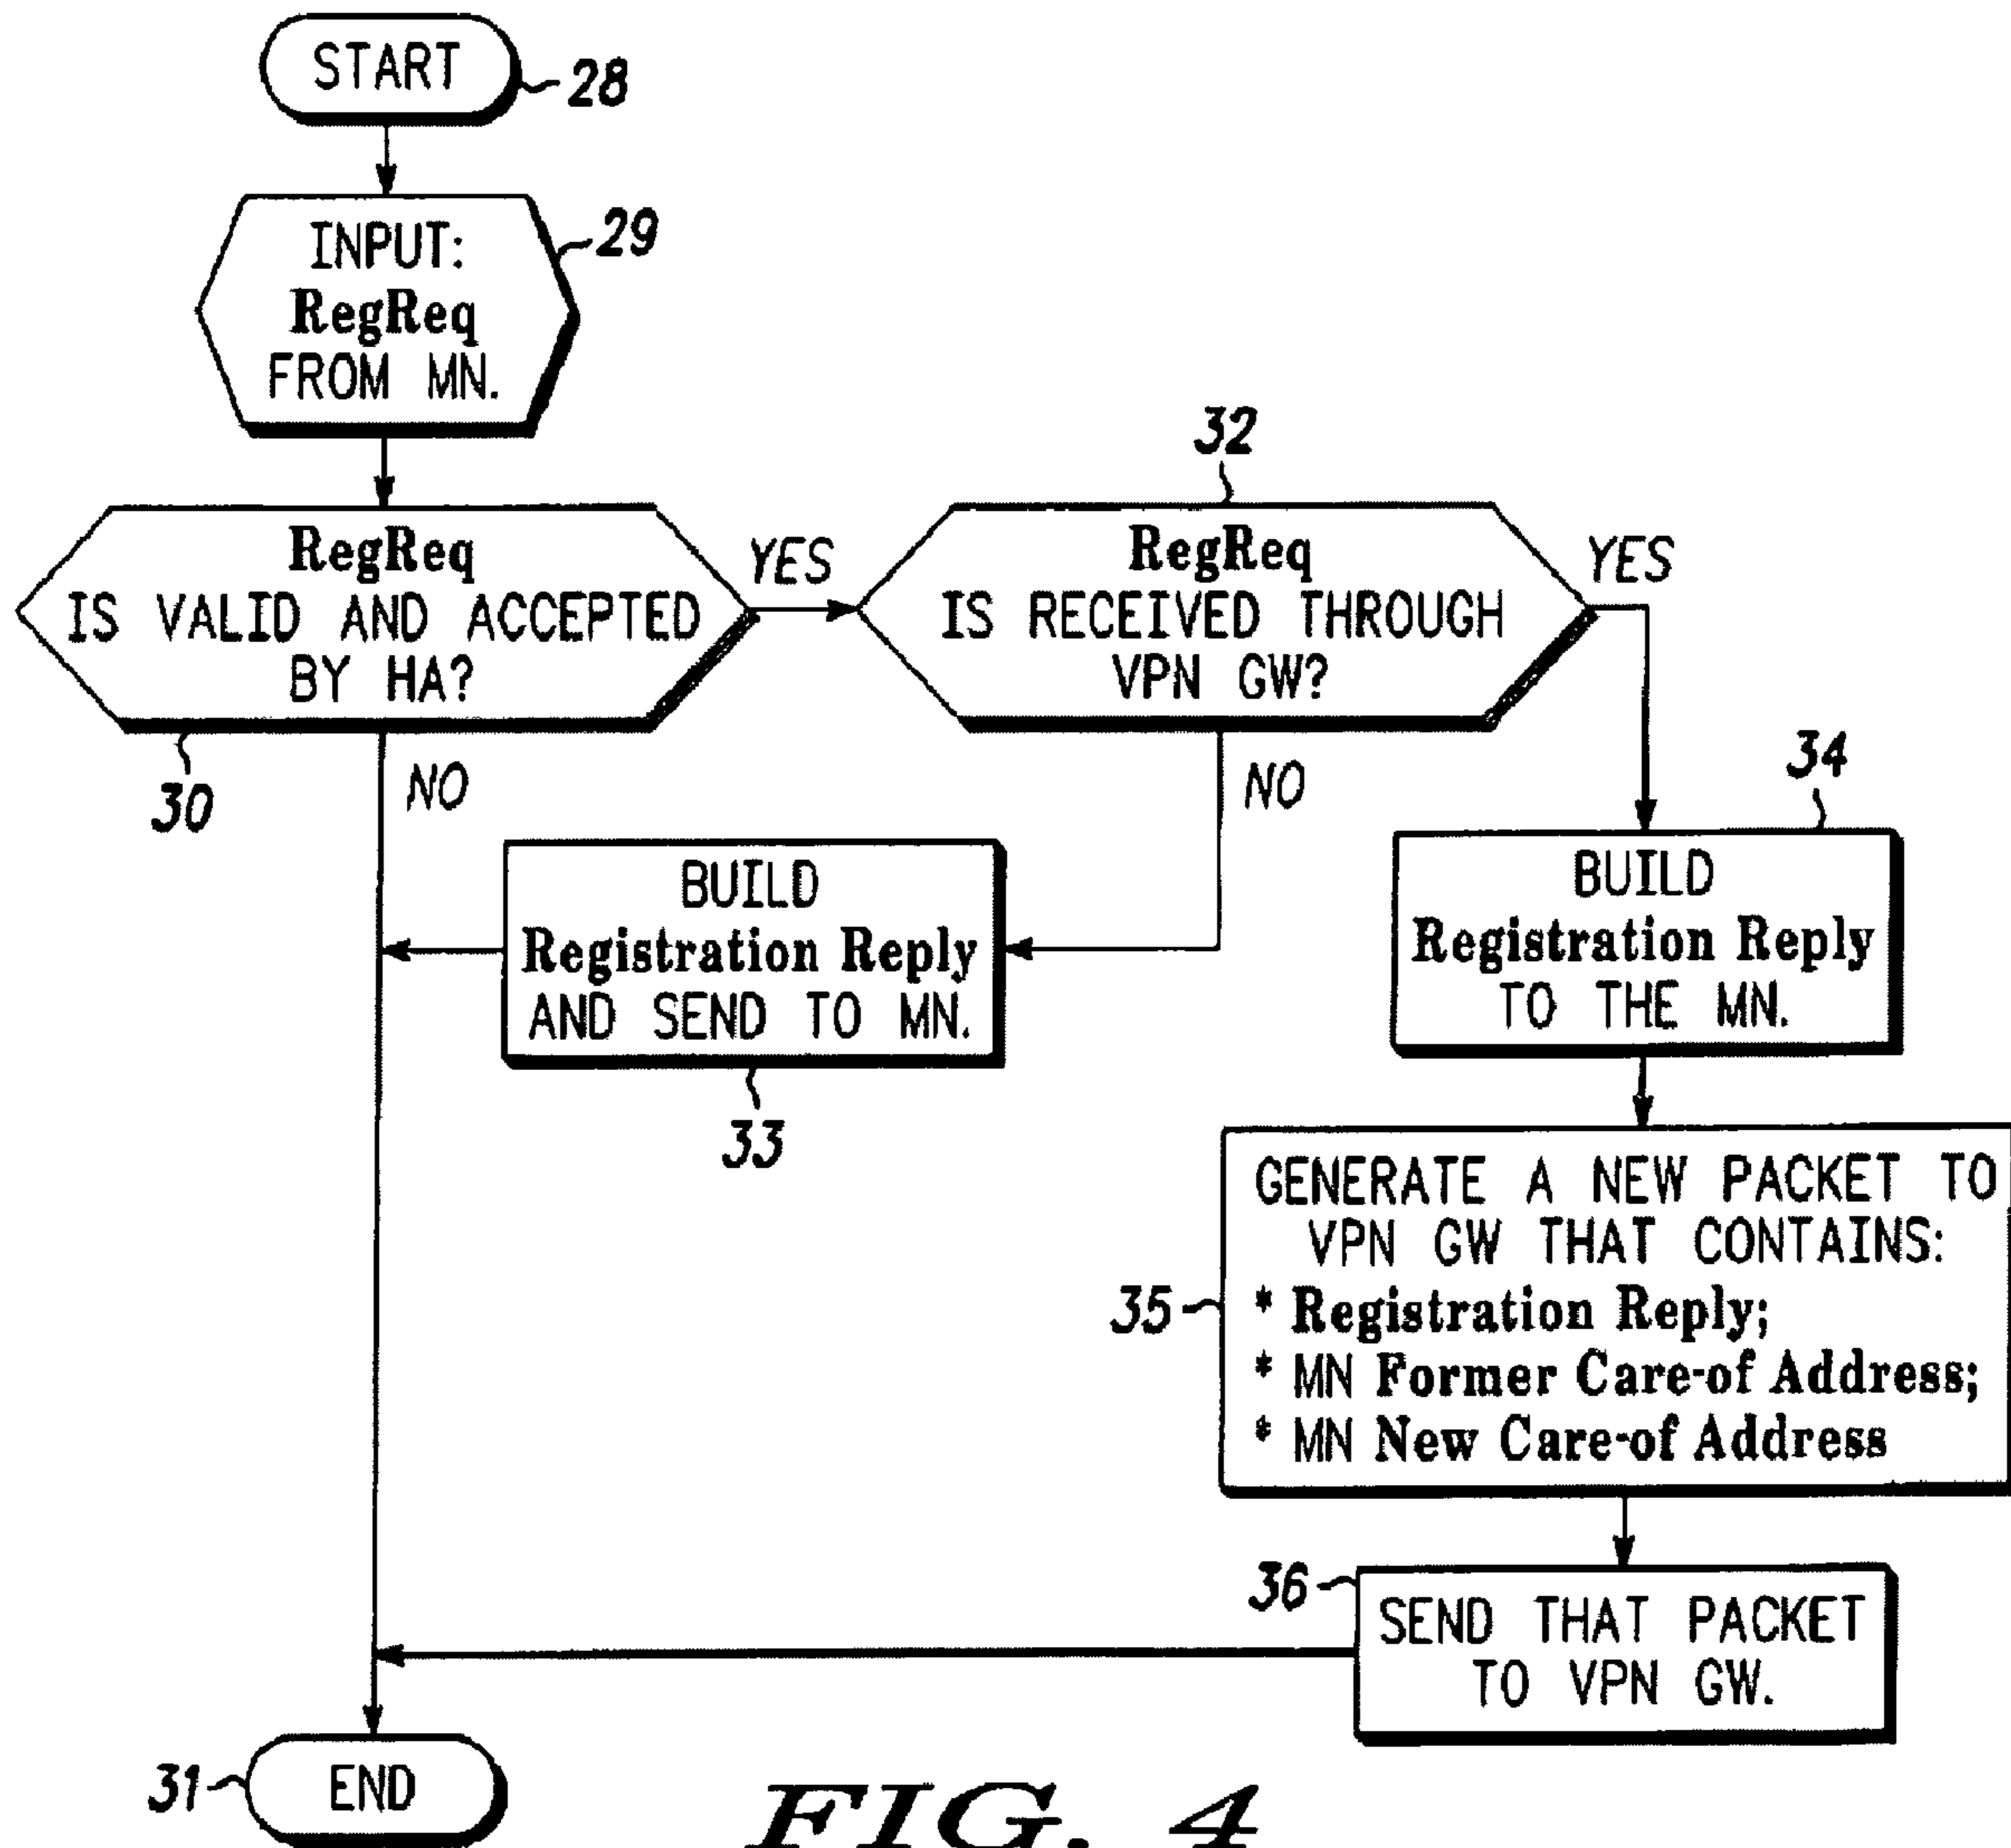 START
28
INPUT:
RegReq
FROM MN.
29
RegReq
IS VALID AND ACCEPTED
BY HA?
30
YES
NO
32
RegReq
IS RECEIVED THROUGH
VPN GW?
YES
NO
BUILD
Registration Reply
AND SEND TO MN.
33
34
BUILD
Registration Reply
TO THE MN.
GENERATE A NEW PACKET TO
VPN GW THAT CONTAINS:
* Registration Reply;
* MN Former Care-of Address;
* MN New Care-of Address
35
36
SEND THAT PACKET
TO VPN GW.
31
END
FIG. 4